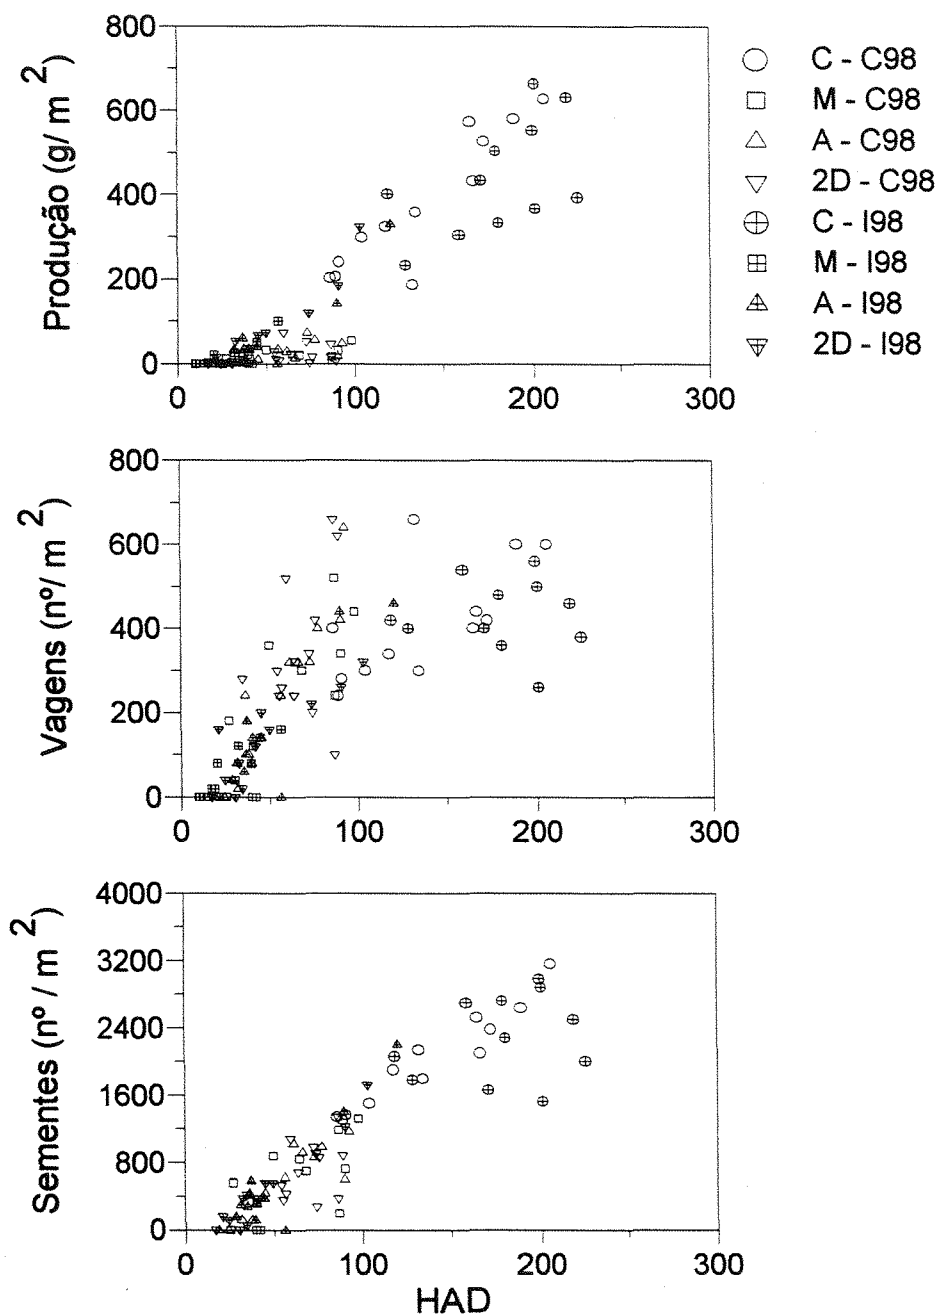 800
600
400
200
0
0 100 200 300
Produção (g/ m 2)
C - C98
M - C98
A - C98
2D - C98
C - I98
M - I98
A - I98
2D - I98
800
600
400
200
0
0 100 200 300
Vagens (nº/ m 2)
4000
3200
2400
1600
800
0
0 100 200 300
Sementes (nº / m 2)
HAD